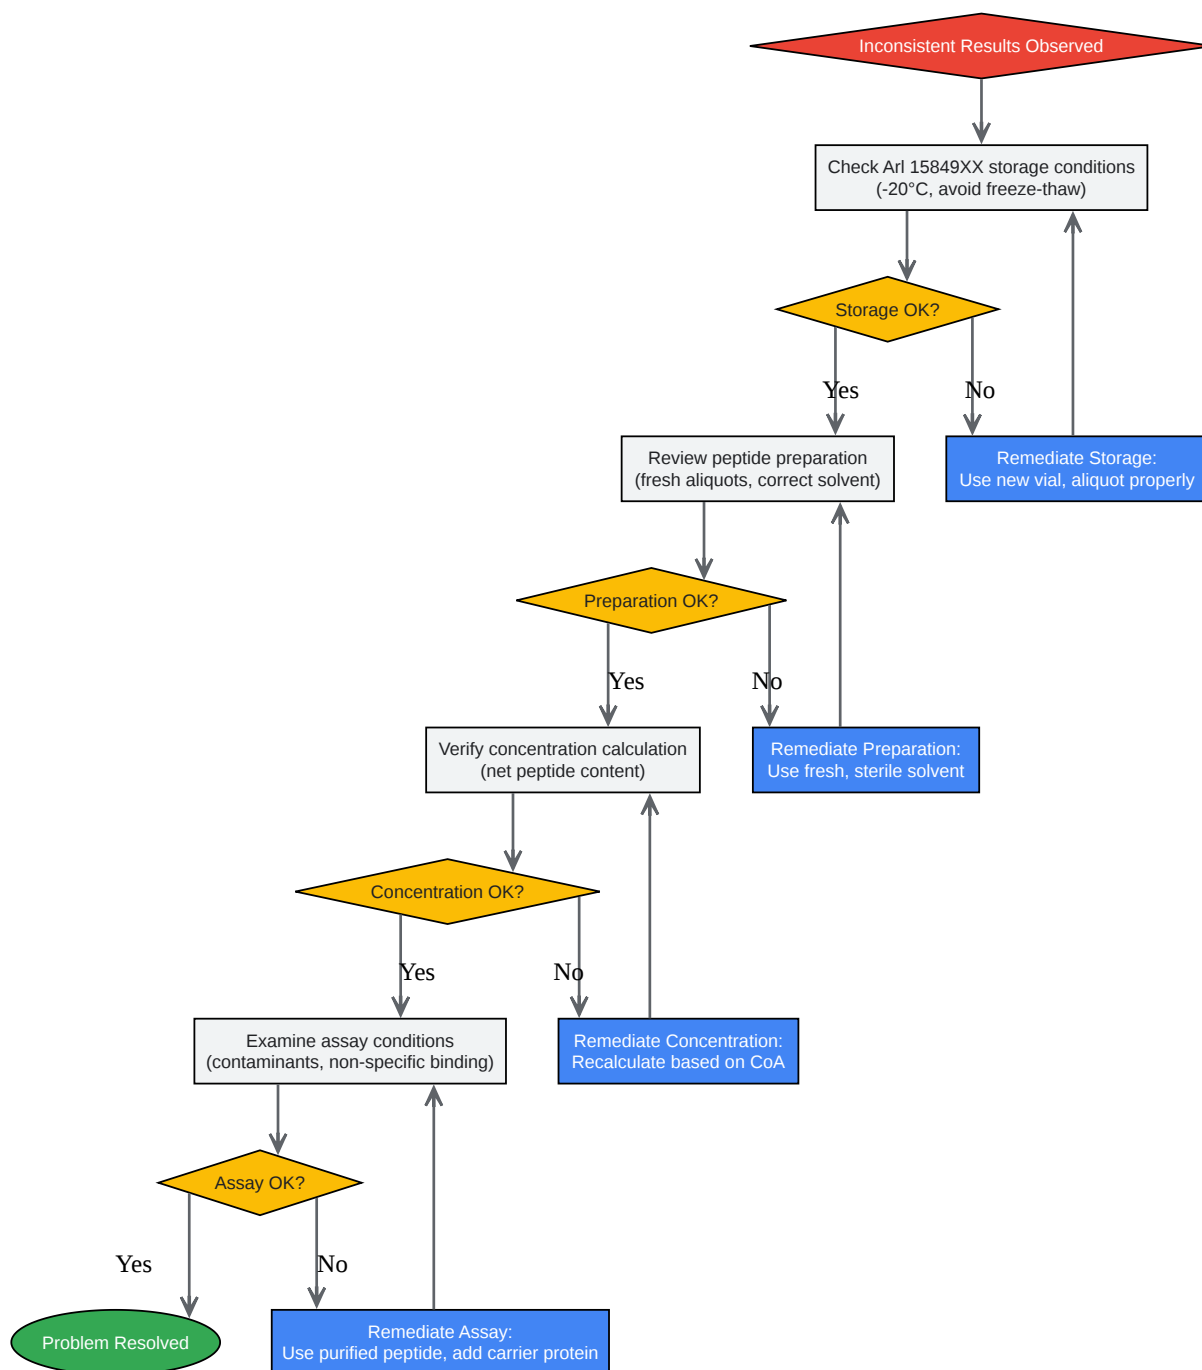 Inconsistent Results Observed
Check Arl 15849XX storage conditions
(-20°C, avoid freeze-thaw)
Storage OK?
Yes
No
Review peptide preparation
(fresh aliquots, correct solvent)
Remediate Storage:
Use new vial, aliquot properly
Preparation OK?
Yes
No
Verify concentration calculation
(net peptide content)
Remediate Preparation:
Use fresh, sterile solvent
Concentration OK?
Yes
No
Examine assay conditions
(contaminants, non-specific binding)
Remediate Concentration:
Recalculate based on CoA
Assay OK?
Yes
No
Problem Resolved
Remediate Assay:
Use purified peptide, add carrier protein